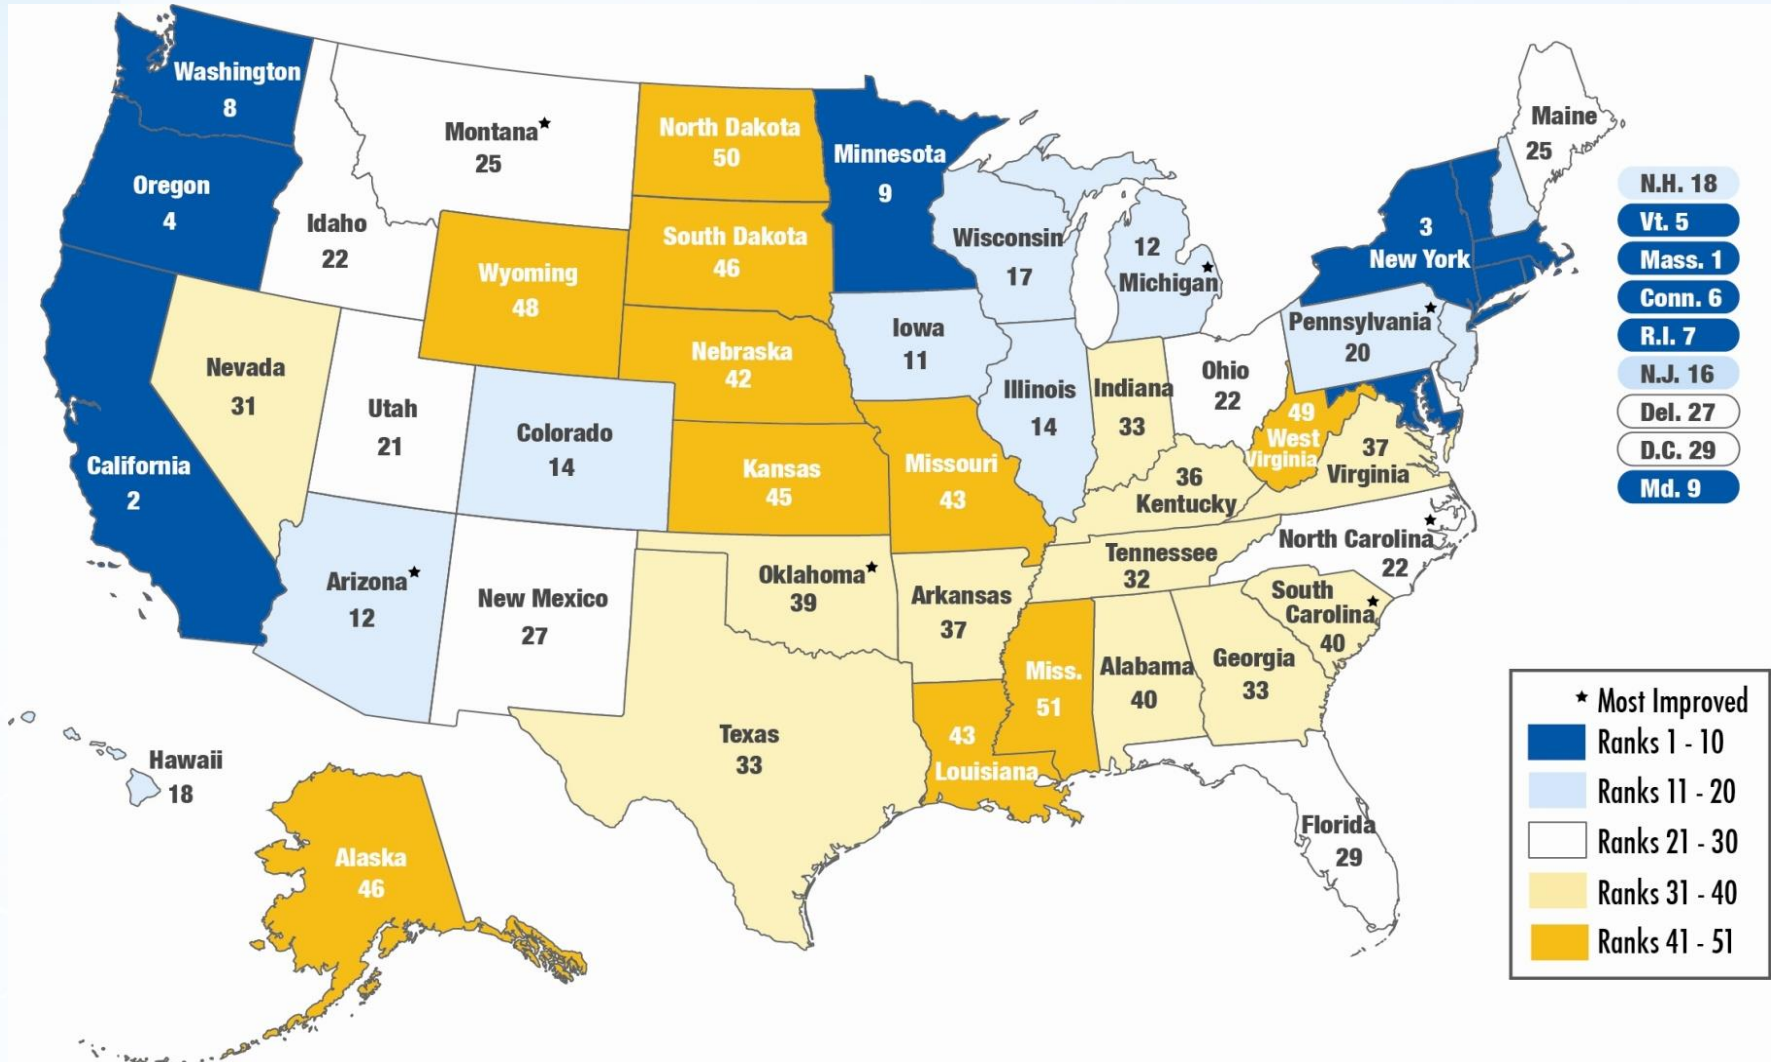 Washington
8
Oregon
4
California
2
Idaho
22
Nevada
31
Montana★
25
Wyoming
48
Utah
21
Arizona★
12
Colorado
14
New Mexico
27
North Dakota
50
South Dakota
46
Nebraska
42
Kansas
45
Oklahoma★
39
Texas
33
Minnesota
9
Iowa
11
Missouri
43
Arkansas
37
43
Louisiana
Wisconsin
17
Illinois
14
12
Michigan★
Indiana
33
Ohio
22
36
Kentucky
Tennessee
32
Miss.
51
Alabama
40
Georgia
33
Florida
29
South
Carolina★
40
North Carolina★
22
37
Virginia
49
West
Virginia
Pennsylvania★
20
3
New York
Maine
25
Hawaii
18
Alaska
46
N.H. 18
Vt. 5
Mass. 1
Conn. 6
R.I. 7
N.J. 16
Del. 27
D.C. 29
Md. 9
★ Most Improved
Ranks 1 - 10
Ranks 11 - 20
Ranks 21 - 30
Ranks 31 - 40
Ranks 41 - 51